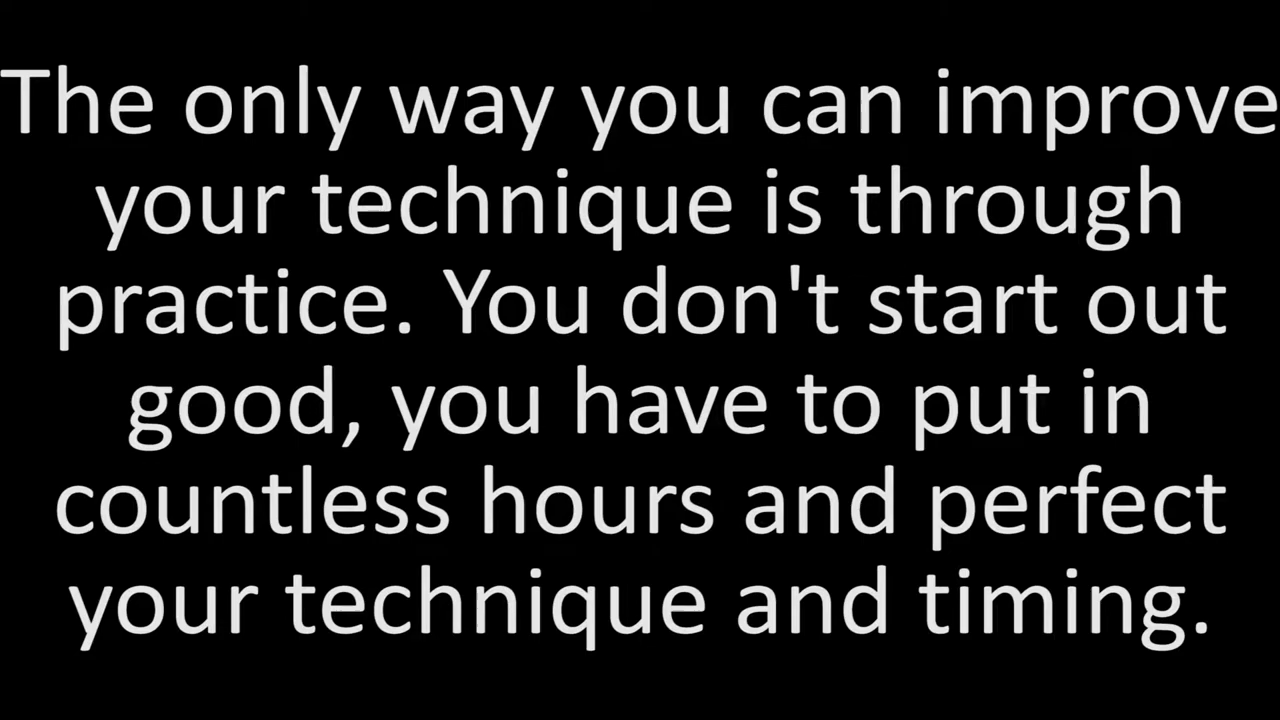 The only way you can improve
your technique is through
practice. You don't start out
good, you have to put in
countless hours and perfect
your technique and timing.